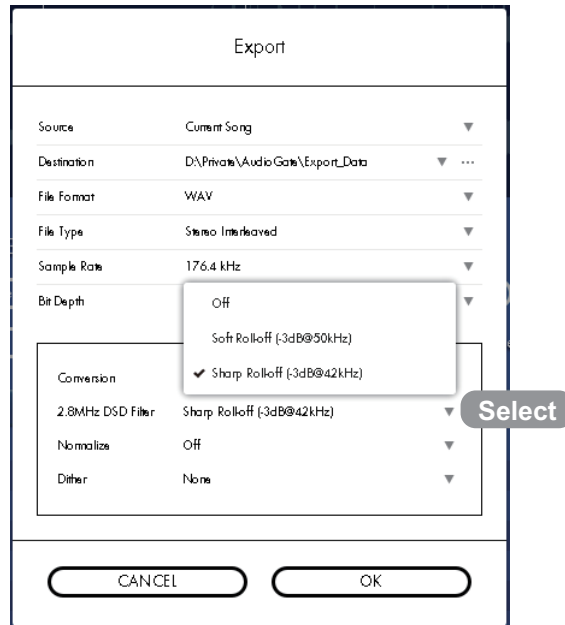 Export
Source Current Song
Destination D:\Private\AudioGate\Export_Data ...
File Format WAV
File Type Stereo Interleaved
Sample Rate 176.4 kHz
Bit Depth
Off
Soft Roll-off (-3dB@50kHz)
✔ Sharp Roll-off (-3dB@42kHz)
Conversion
2.8MHz DSD Filter Sharp Roll-off (-3dB@42kHz) Select
Normalize Off
Dither None
CANCEL OK